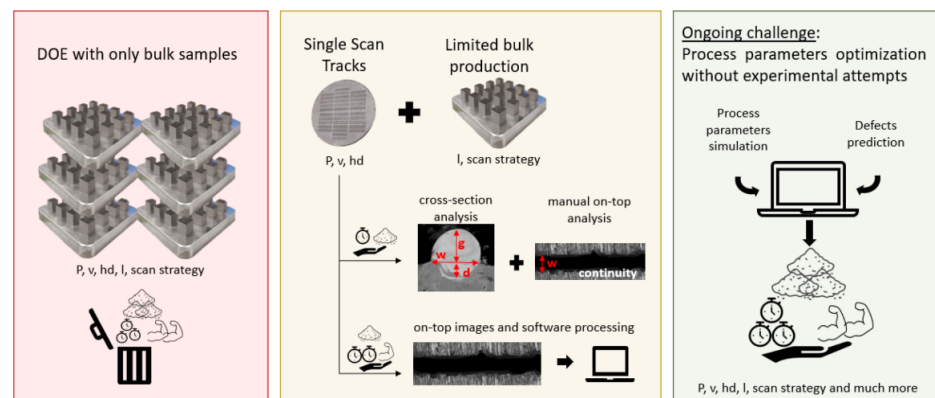 DOE with only bulk samples
P, v, hd, l, scan strategy
Single Scan
Tracks
Limited bulk
production
P, v, hd
l, scan strategy
cross-section
analysis
manual on-top
analysis
g
w
d
w
continuity
on-top images and software processing
Ongoing challenge:
Process parameters optimization
without experimental attempts
Process
parameters
simulation
Defects
prediction
P, v, hd, l, scan strategy and much more